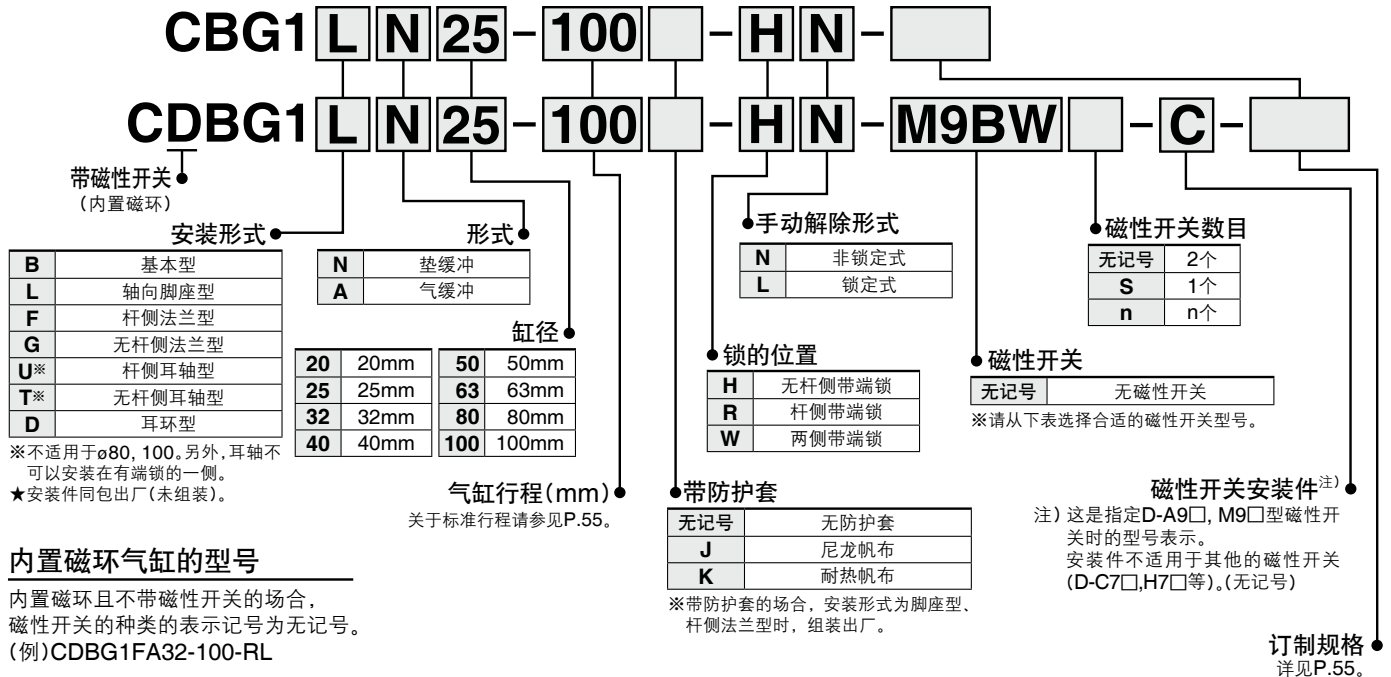 CBG1 L N 25 - 100 - H N -
CDBG1 L N 25 - 100 - H N - M9BW - C -
带磁性开关
(内置磁环)
安装形式
B 基本型
L 轴向脚座型
F 杆侧法兰型
G 无杆侧法兰型
U※ 杆侧耳轴型
T※ 无杆侧耳轴型
D 耳环型
※不适用于ø80, 100。另外,耳轴不
可以安装在有端锁的一侧。
★安装件同包出厂(未组装)。
形式
N 垫缓冲
A 气缓冲
缸径
20 20mm 50 50mm
25 25mm 63 63mm
32 32mm 80 80mm
40 40mm 100 100mm
气缸行程(mm)
关于标准行程请参见P.55。
带防护套
无记号 无防护套
J 尼龙帆布
K 耐热帆布
※带防护套的场合，安装形式为脚座型、
杆侧法兰型时，组装出厂。
手动解除形式
N 非锁定式
L 锁定式
锁的位置
H 无杆侧带端锁
R 杆侧带端锁
W 两侧带端锁
磁性开关数目
无记号 2个
S 1个
n n个
磁性开关
无记号 无磁性开关
※请从下表选择合适的磁性开关型号。
磁性开关安装件注)
注) 这是指定D-A9□, M9□型磁性开
关时的型号表示。
安装件不适用于其他的磁性开关
(D-C7□,H7□等)。(无记号)
订制规格
详见P.55。
内置磁环气缸的型号
内置磁环且不带磁性开关的场合，
磁性开关的种类的表示记号为无记号。
(例)CDBG1FA32-100-RL